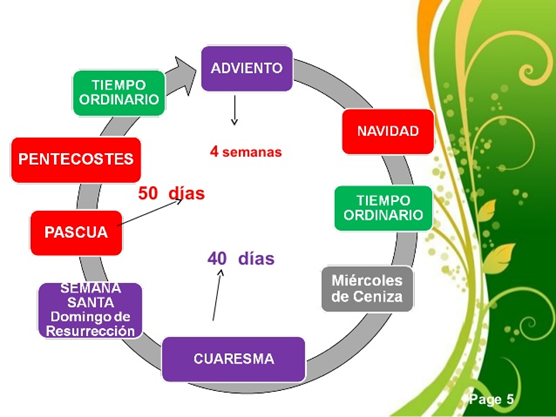 ADVIENTO
4 semanas
NAVIDAD
TIEMPO
ORDINARIO
Miércoles
de Ceniza
CUARESMA
40 días
SEMANA
SANTA
Domingo de
Resurrección
PASCUA
50 días
PENTECOSTES
TIEMPO
ORDINARIO
Page 5